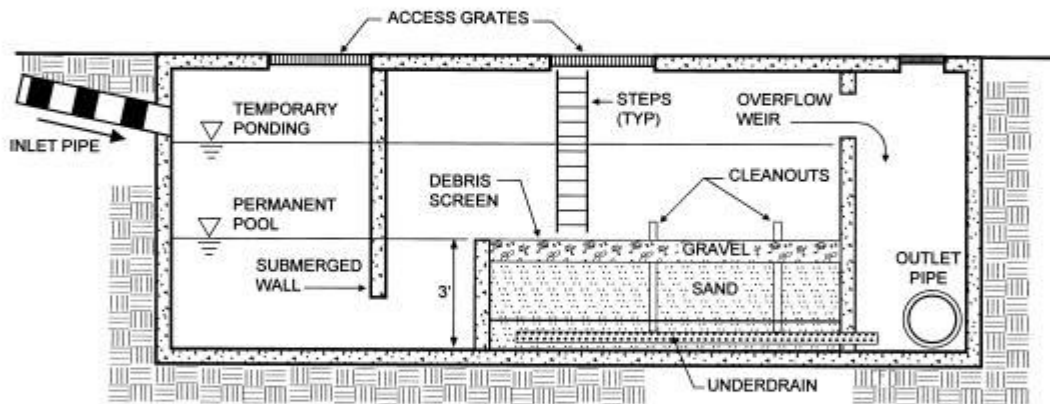 ACCESS GRATES
TEMPORARY
PONDING
STEPS
(TYP)
OVERFLOW
WEIR
INLET PIPE
DEBRIS
SCREEN
CLEANOUTS
PERMANENT
POOL
GRAVEL
SUBMERGED
WALL
3'
SAND
OUTLET
PIPE
UNDERDRAIN